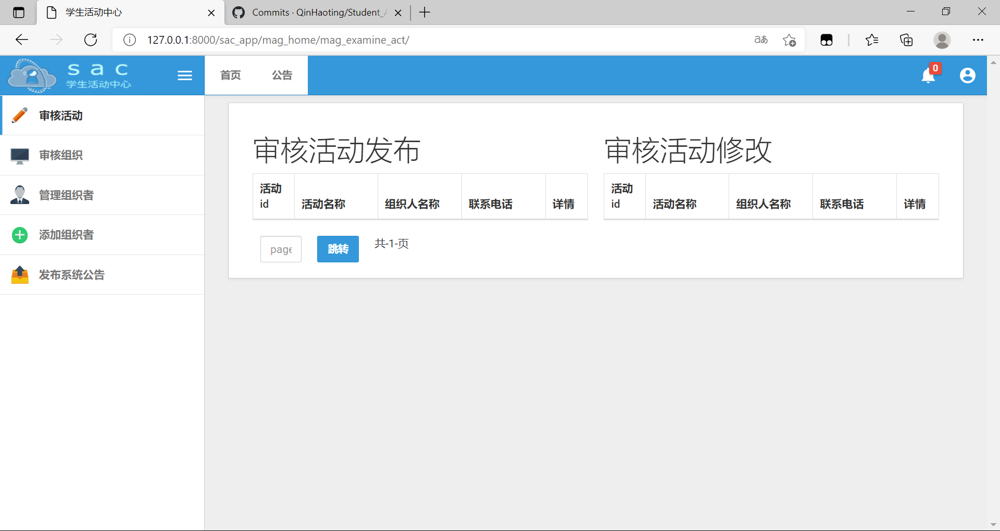 学生活动中心
Commits · QinHaoting/Student_A
127.0.0.1:8000/sac_app/mag_home/mag_examine_act/
aあ
sac
学生活动中心
首页
公告
0
审核活动
审核组织
管理组织者
添加组织者
发布系统公告
审核活动发布
活动 id
活动名称
组织人名称
联系电话
详情
page
跳转
共-1-页
审核活动修改
活动 id
活动名称
组织人名称
联系电话
详情